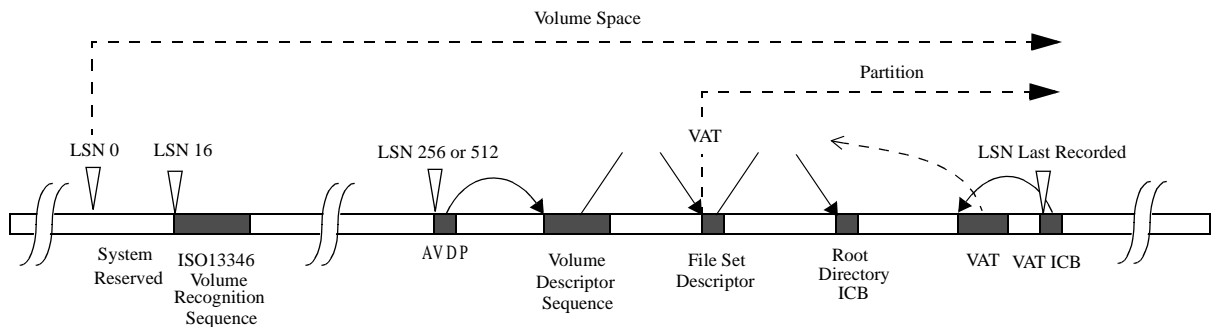 Volume Space
Partition
VAT
LSN 0
LSN 16
LSN 256 or 512
LSN Last Recorded
System
Reserved
ISO13346
Volume
Recognition
Sequence
AVDP
Volume
Descriptor
Sequence
File Set
Descriptor
Root
Directory
ICB
VAT
VAT ICB